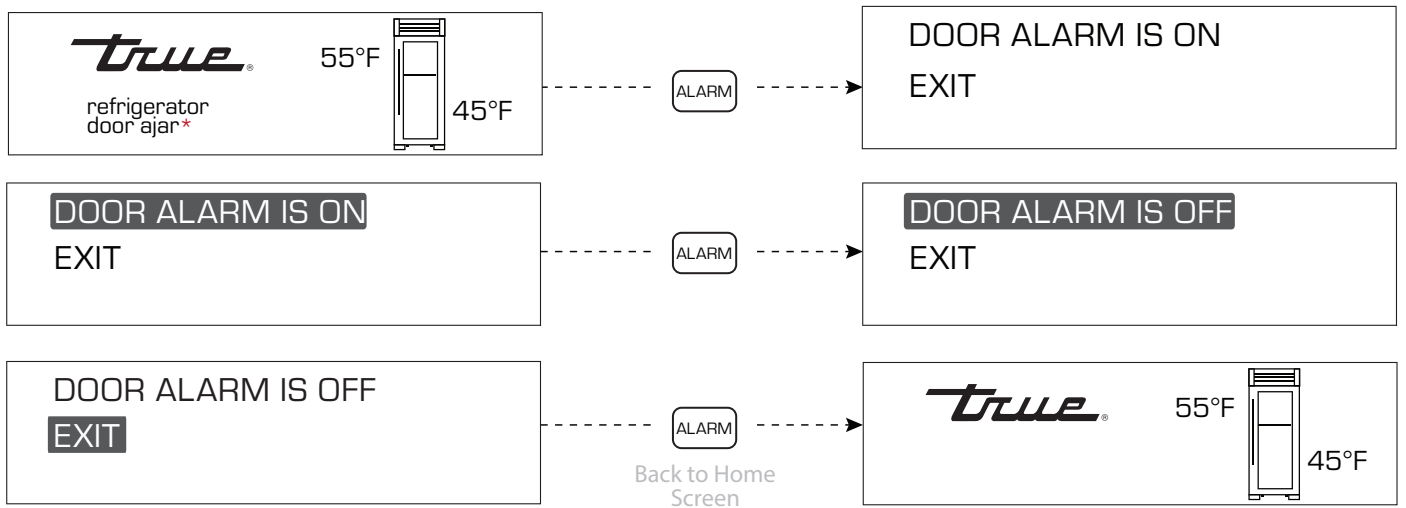 true®
55°F
refrigerator
door ajar*
45°F
ALARM
DOOR ALARM IS ON
EXIT
DOOR ALARM IS ON
EXIT
ALARM
DOOR ALARM IS OFF
EXIT
DOOR ALARM IS OFF
EXIT
ALARM
Back to Home
Screen
true®
55°F
45°F